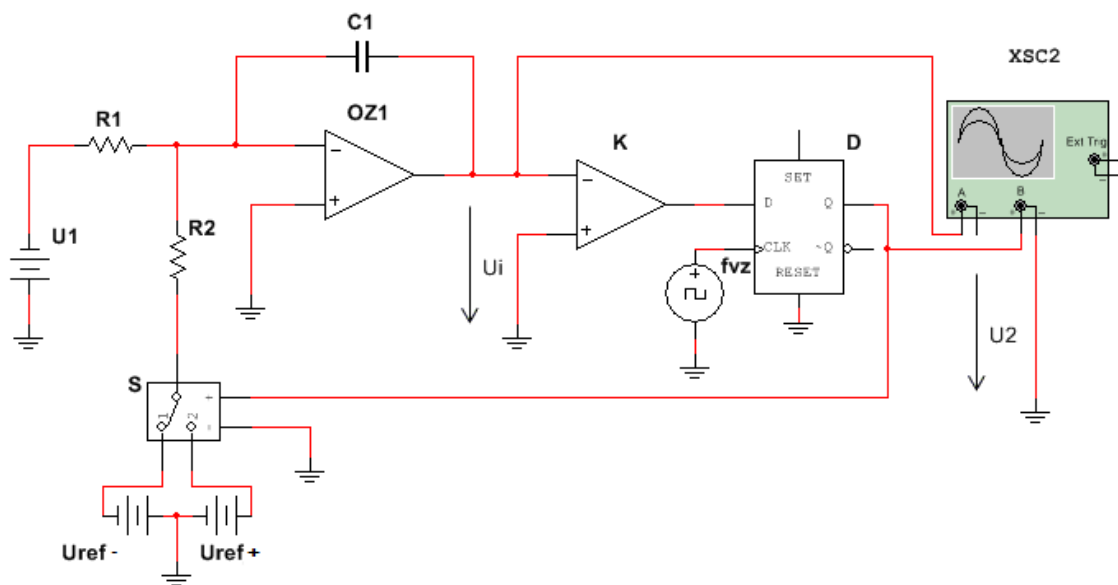 C1
XSC2
OZ1
R1
K
D
Ext Trig
+
−
SET
A
B
+
−
+
−
−
+
−
+
D
Q
U1
R2
Ui
fvz
CLK
~Q
RESET
+
U2
S
1
2
+
-
Uref -
Uref +